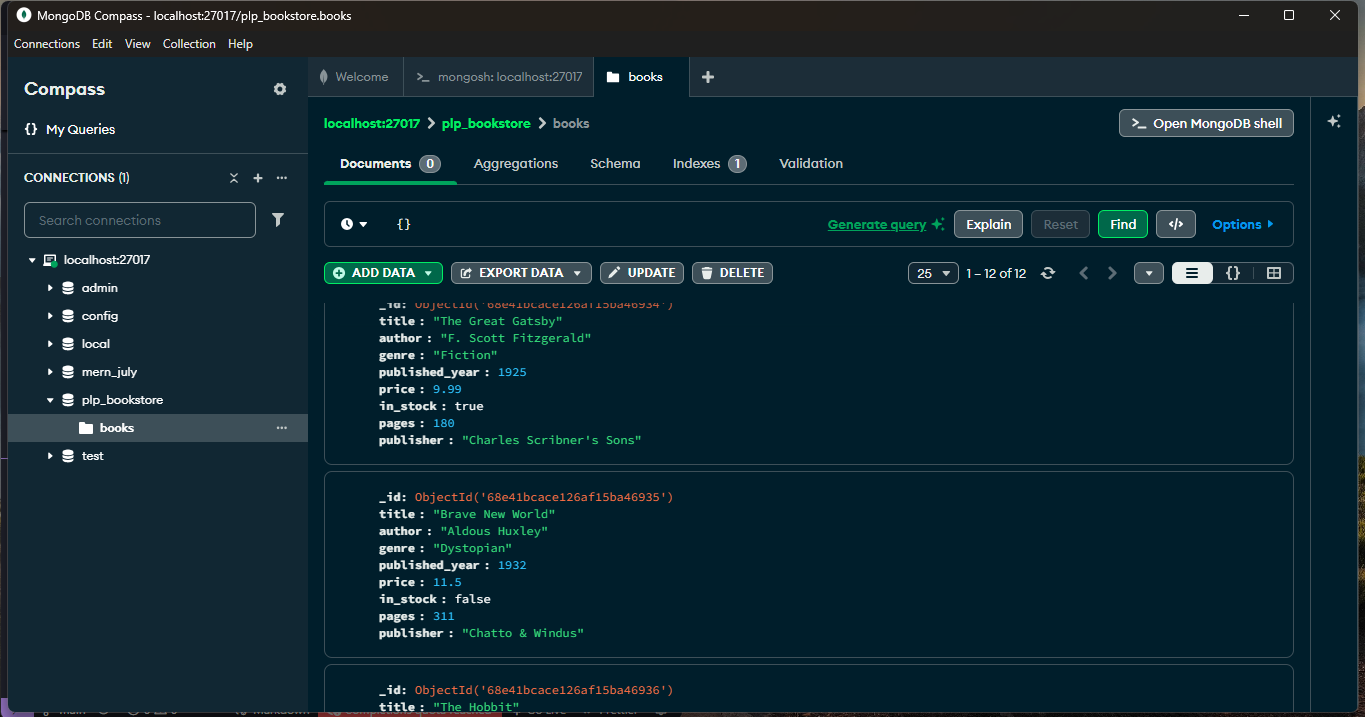 MongoDB Compass - localhost:27017/plp_bookstore.books
Connections Edit View Collection Help
Compass
{} My Queries
CONNECTIONS (1)
Search connections
localhost:27017
admin
config
local
mern_july
plp_bookstore
books
test
Welcome
>_ mongosh: localhost:27017
books
localhost:27017 > plp_bookstore > books
>_ Open MongoDB shell
Documents 0 Aggregations Schema Indexes 1 Validation
{} Generate query Explain Reset Find </> Options
ADD DATA EXPORT DATA UPDATE DELETE 25 1 – 12 of 12 {}
_id: ObjectId('68e41bcace126af15ba46934')
title : "The Great Gatsby"
author : "F. Scott Fitzgerald"
genre : "Fiction"
published_year : 1925
price : 9.99
in_stock : true
pages : 180
publisher : "Charles Scribner's Sons"
_id: ObjectId('68e41bcace126af15ba46935')
title : "Brave New World"
author : "Aldous Huxley"
genre : "Dystopian"
published_year : 1932
price : 11.5
in_stock : false
pages : 311
publisher : "Chatto & Windus"
_id: ObjectId('68e41bcace126af15ba46936')
title : "The Hobbit"